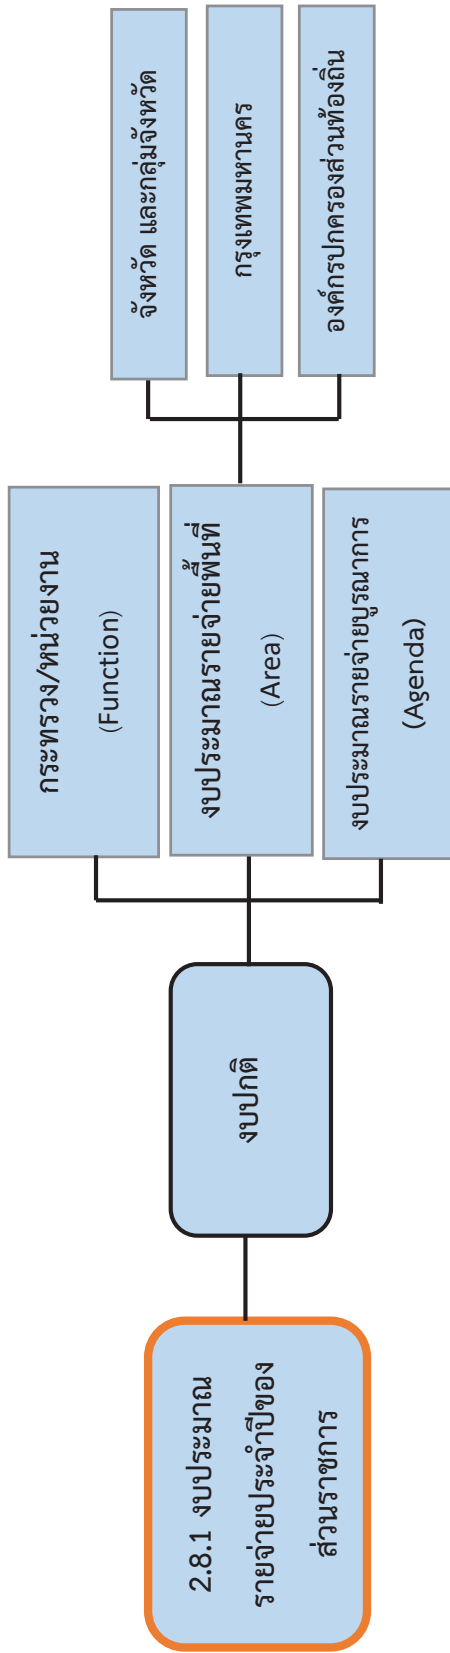 2.8.1 งบประมาณ
รายจ่ายประจำปีของ
ส่วนราชการ
งบปกติ
กระทรวง/หน่วยงาน
(Function)
งบประมาณรายจ่ายพื้นที่
(Area)
งบประมาณรายจ่ายบูรณาการ
(Agenda)
จังหวัด และกลุ่มจังหวัด
กรุงเทพมหานคร
องค์กรปกครองส่วนท้องถิ่น